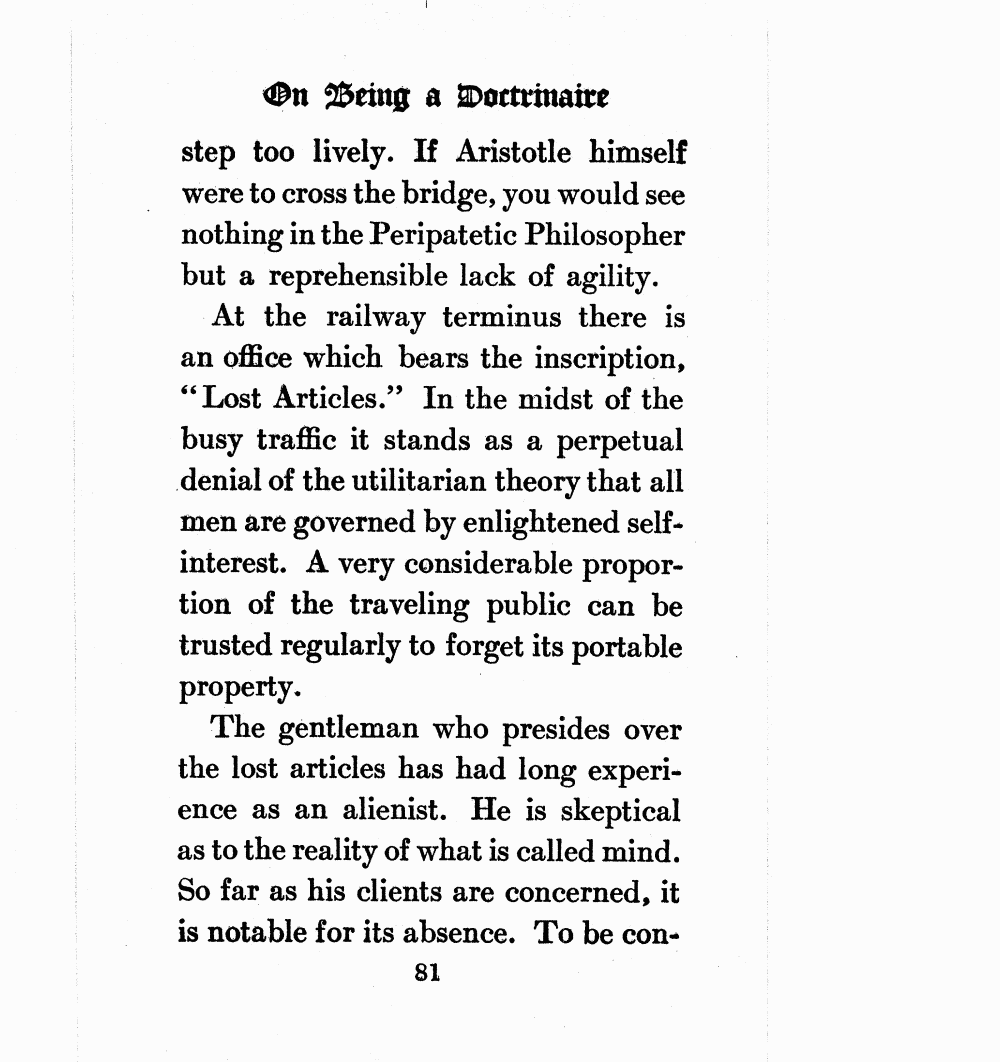 On Being a Doctrinaire
step too lively. If Aristotle himself
were to cross the bridge, you would see
nothing in the Peripatetic Philosopher
but a reprehensible lack of agility.
At the railway terminus there is
an office which bears the inscription,
“Lost Articles.” In the midst of the
busy traffic it stands as a perpetual
denial of the utilitarian theory that all
men are governed by enlightened self-
interest. A very considerable propor-
tion of the traveling public can be
trusted regularly to forget its portable
property.
The gentleman who presides over
the lost articles has had long experi-
ence as an alienist. He is skeptical
as to the reality of what is called mind.
So far as his clients are concerned, it
is notable for its absence. To be con-
81